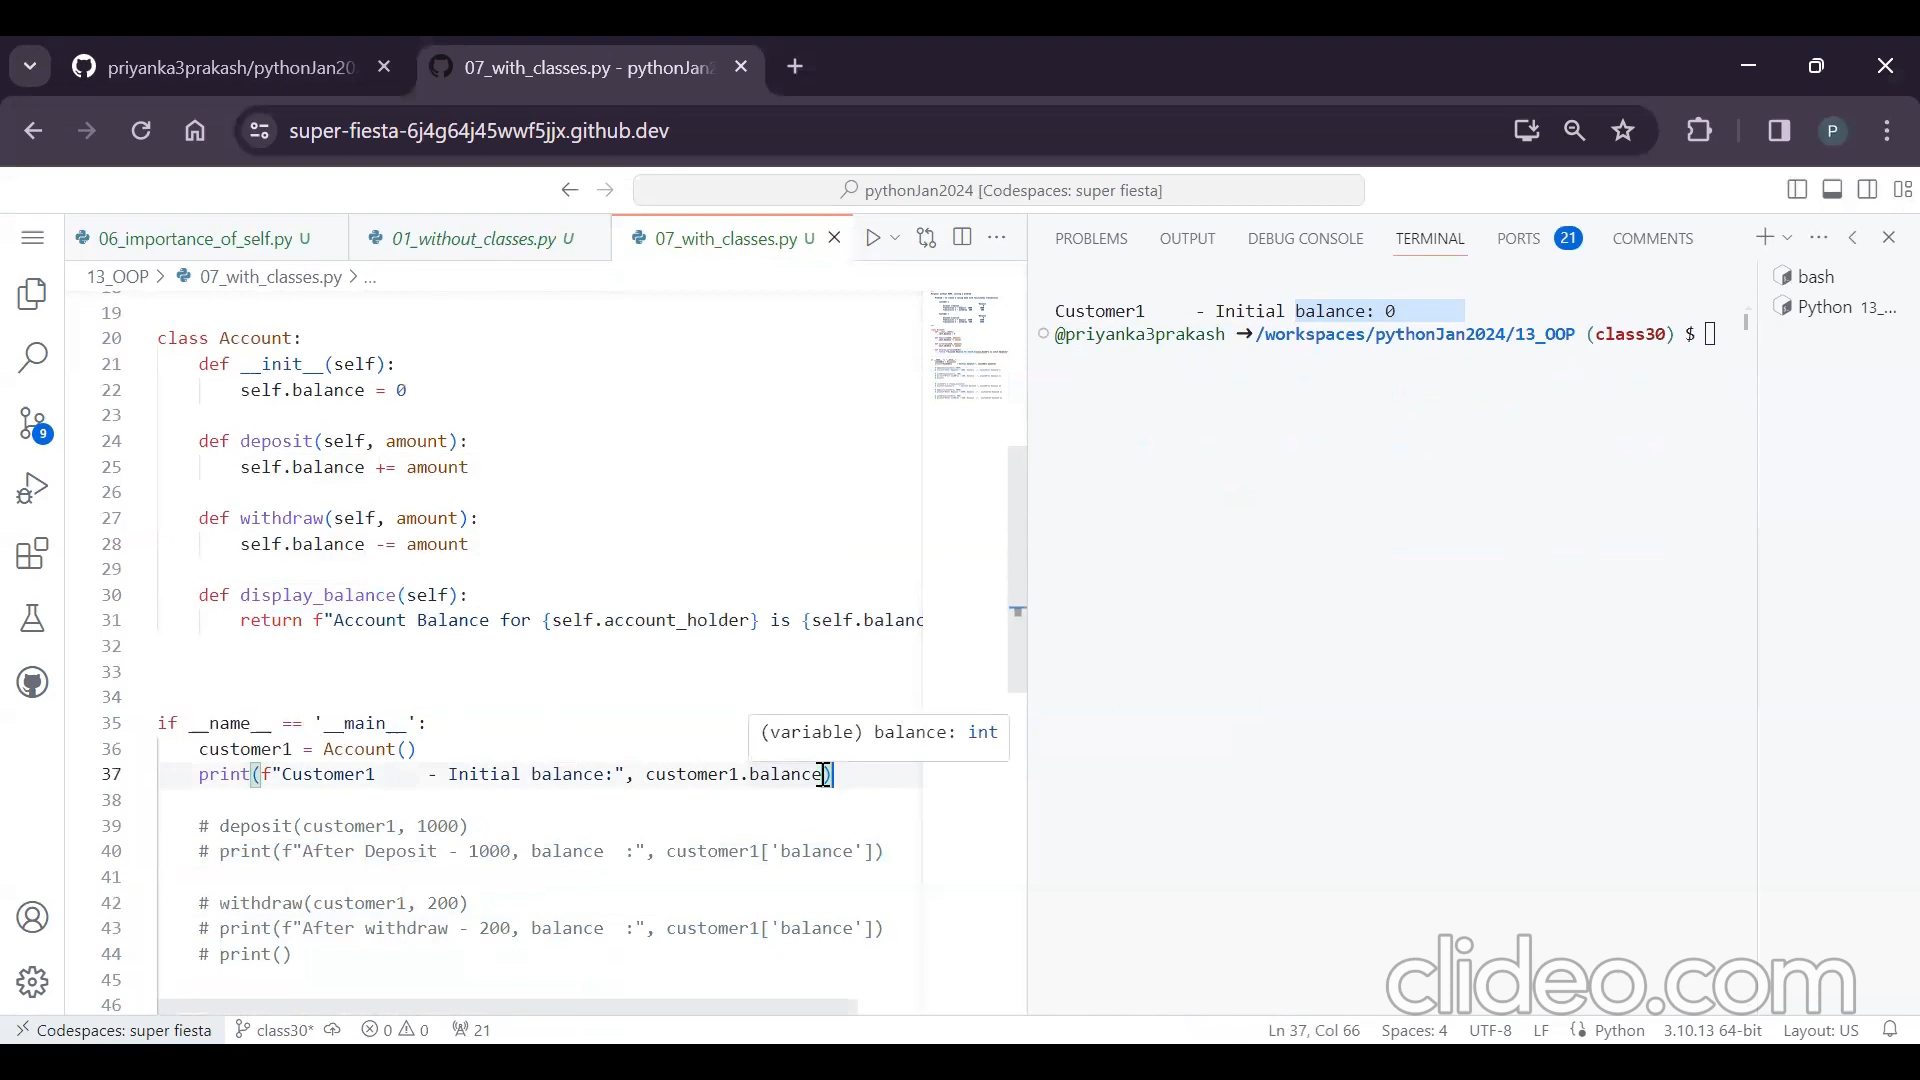 priyanka3prakash/pythonJan20
07_with_classes.py - pythonJan2
super-fiesta-6j4g64j45wwf5jjx.github.dev
P
pythonJan2024 [Codespaces: super fiesta]
06_importance_of_self.py U
01_without_classes.py U
07_with_classes.py U
13_OOP > 07_with_classes.py > ...
19
20 class Account:
21 def __init__(self):
22 self.balance = 0
23
24 def deposit(self, amount):
25 self.balance += amount
26
27 def withdraw(self, amount):
28 self.balance -= amount
29
30 def display_balance(self):
31 return f"Account Balance for {self.account_holder} is {self.balanc
32
33
34
35 if __name__ == '__main__':
(variable) balance: int
36 customer1 = Account()
37 print(f"Customer1     - Initial balance:", customer1.balance)
38
39 # deposit(customer1, 1000)
40 # print(f"After Deposit - 1000, balance  :", customer1['balance'])
41
42 # withdraw(customer1, 200)
43 # print(f"After withdraw - 200, balance  :", customer1['balance'])
44 # print()
45
46
PROBLEMS OUTPUT DEBUG CONSOLE TERMINAL PORTS 21 COMMENTS
Customer1     - Initial balance: 0
@priyanka3prakash ➜/workspaces/pythonJan2024/13_OOP (class30) $
bash
Python 13_...
9
clideo.com
Codespaces: super fiesta class30* 0 0 21 Ln 37, Col 66 Spaces: 4 UTF-8 LF Python 3.10.13 64-bit Layout: US